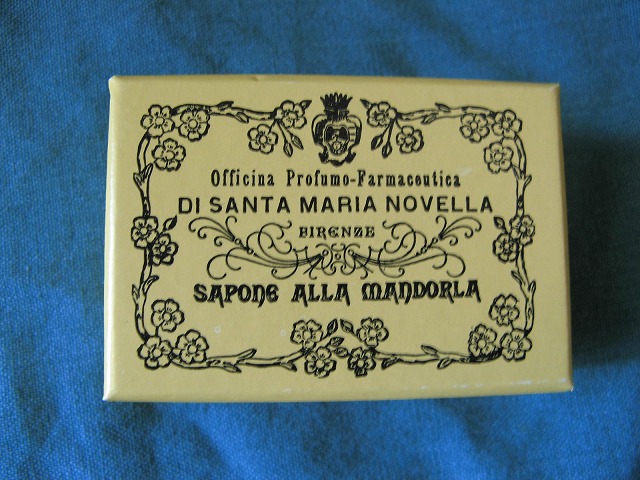 Officina Profumo-Farmaceutica
DI SANTA MARIA NOVELLA
FIRENZE
SAPONE ALLA MANDORLA